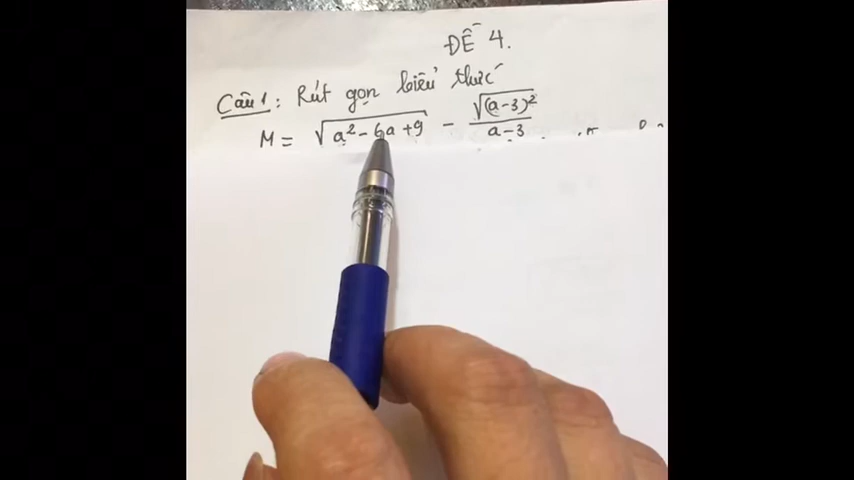 ĐỀ 4.
Câu 1: Rút gọn biểu thức
M = √(a² - 6a + 9) - √((a-3)²) / (a-3)